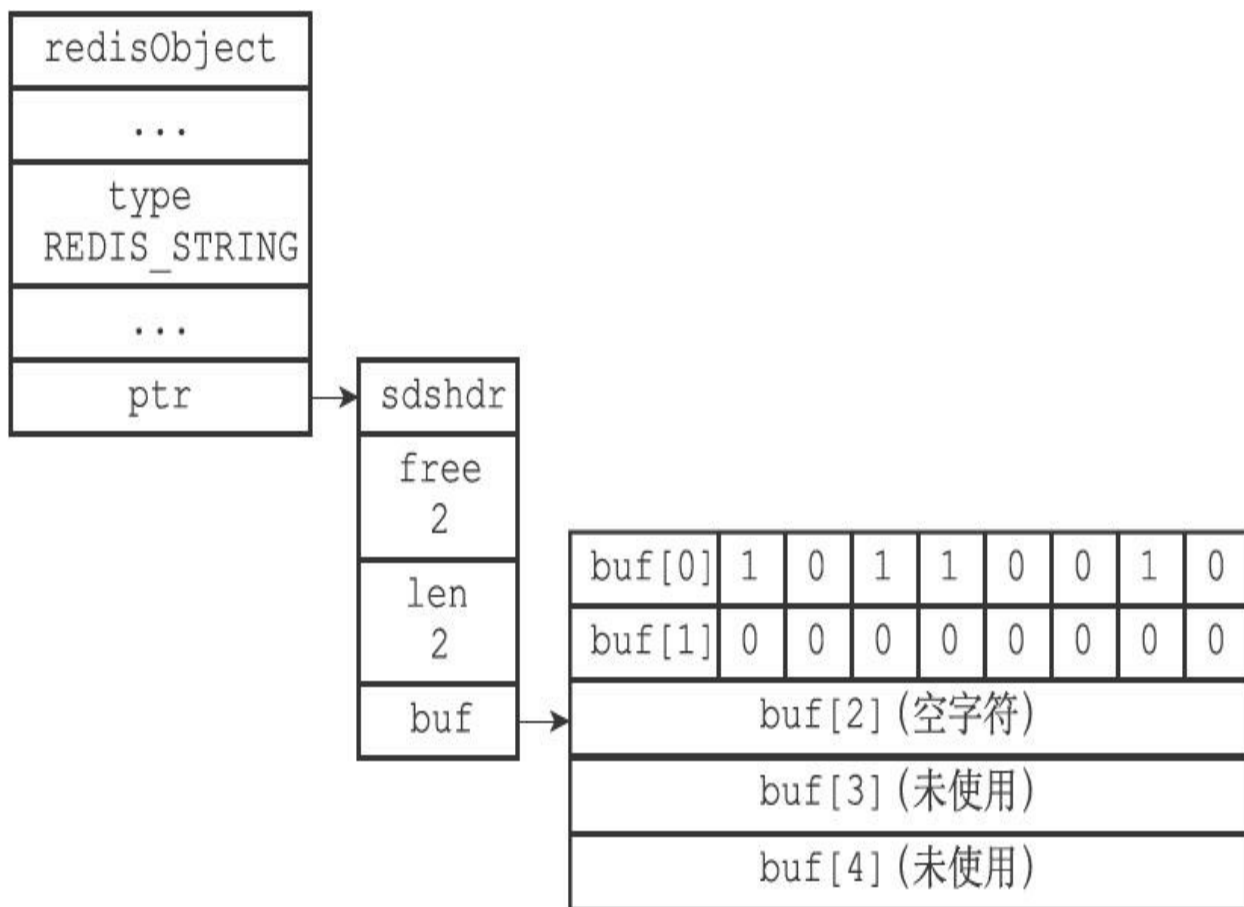 redisObject
...
type
REDIS_STRING
...
ptr
sdshdr
free
2
len
2
buf
buf[0] 1 0 1 1 0 0 1 0
buf[1] 0 0 0 0 0 0 0 0
buf[2](空字符)
buf[3](未使用)
buf[4](未使用)